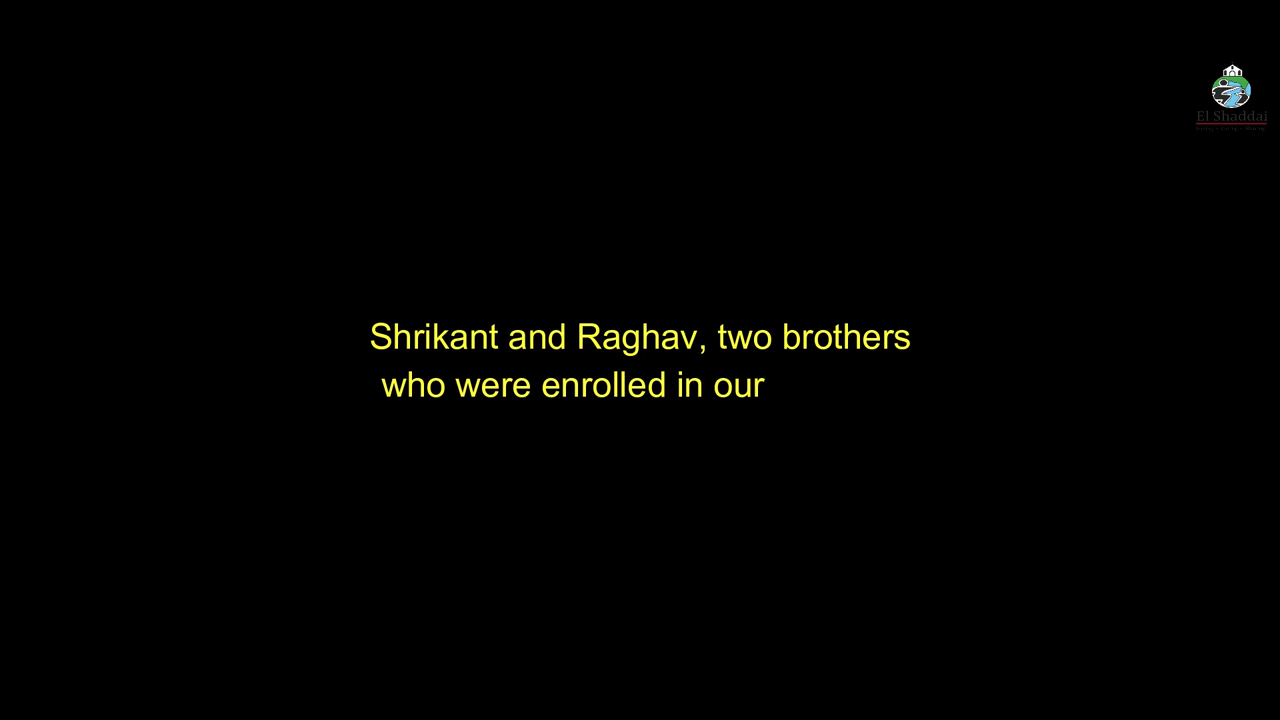 El Shaddai
Shrikant and Raghav, two brothers
who were enrolled in our